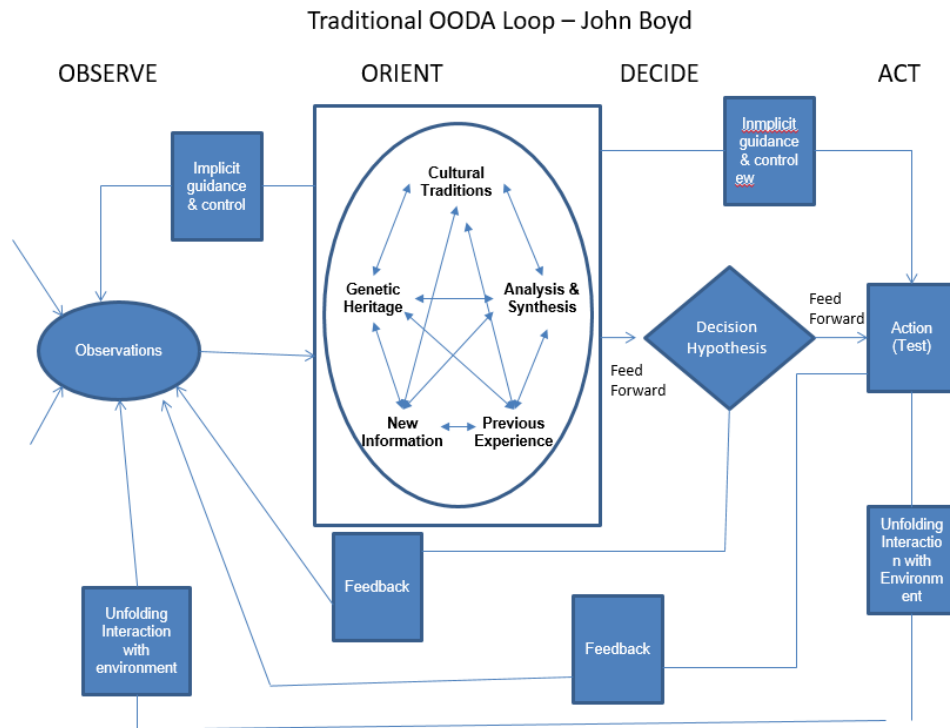 Traditional OODA Loop – John Boyd
OBSERVE
ORIENT
DECIDE
ACT
Implicit
guidance
& control
Cultural
Traditions
Genetic
Heritage
Analysis &
Synthesis
New
Information
Previous
Experience
Inmplicit
guidance
& control
ew
Observations
Feed
Forward
Decision
Hypothesis
Feed
Forward
Action
(Test)
Unfolding
Interaction
with
environment
Feedback
Feedback
Unfolding
Interactio
n with
Environm
ent